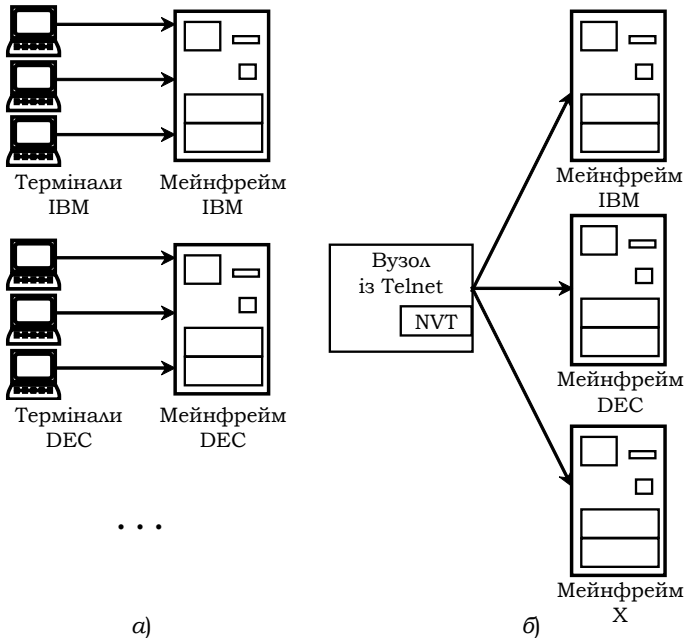 Термінали
IBM
Мейнфрейм
IBM
Термінали
DEC
Мейнфрейм
DEC
. . .
а)
Вузол
із Telnet
NVT
Мейнфрейм
IBM
Мейнфрейм
DEC
Мейнфрейм
X
б)